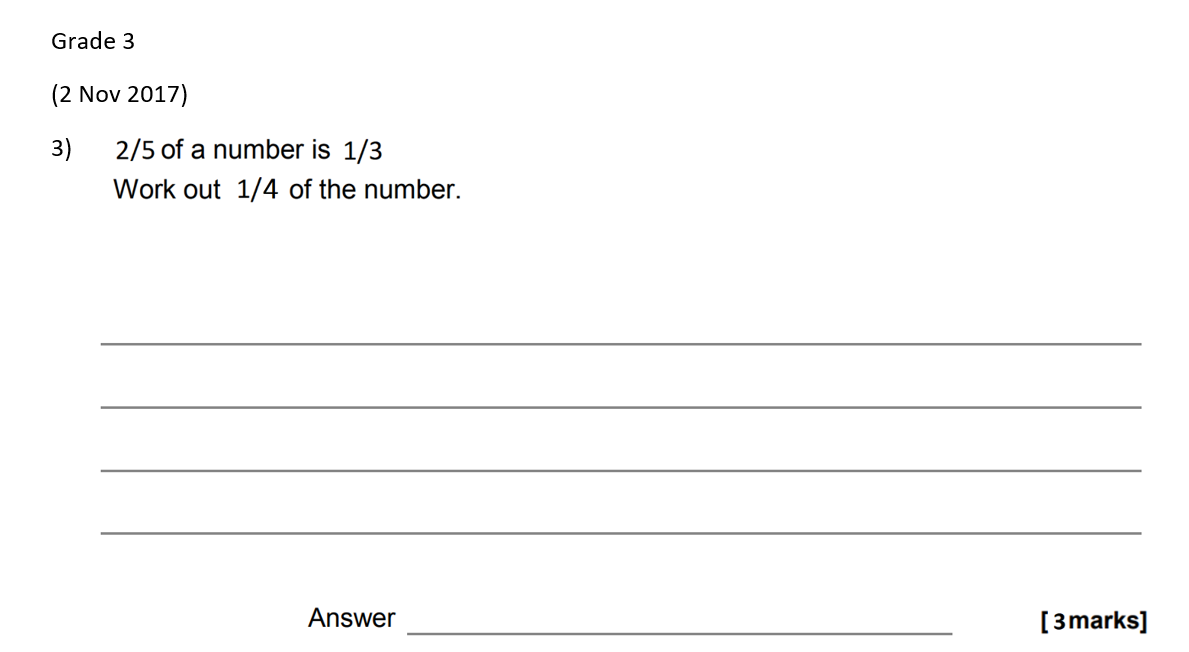 Grade 3
(2 Nov 2017)
3) 2/5 of a number is 1/3
Work out 1/4 of the number.
Answer
[3marks]